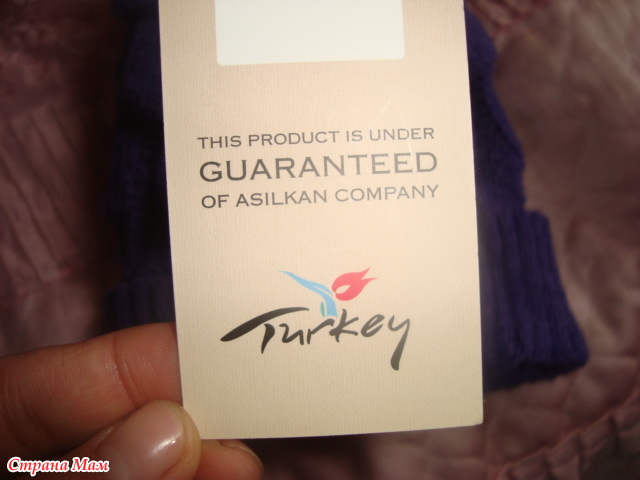 THIS PRODUCT IS UNDER
GUARANTEED
OF ASILKAN COMPANY
Turkey
Страна Мам